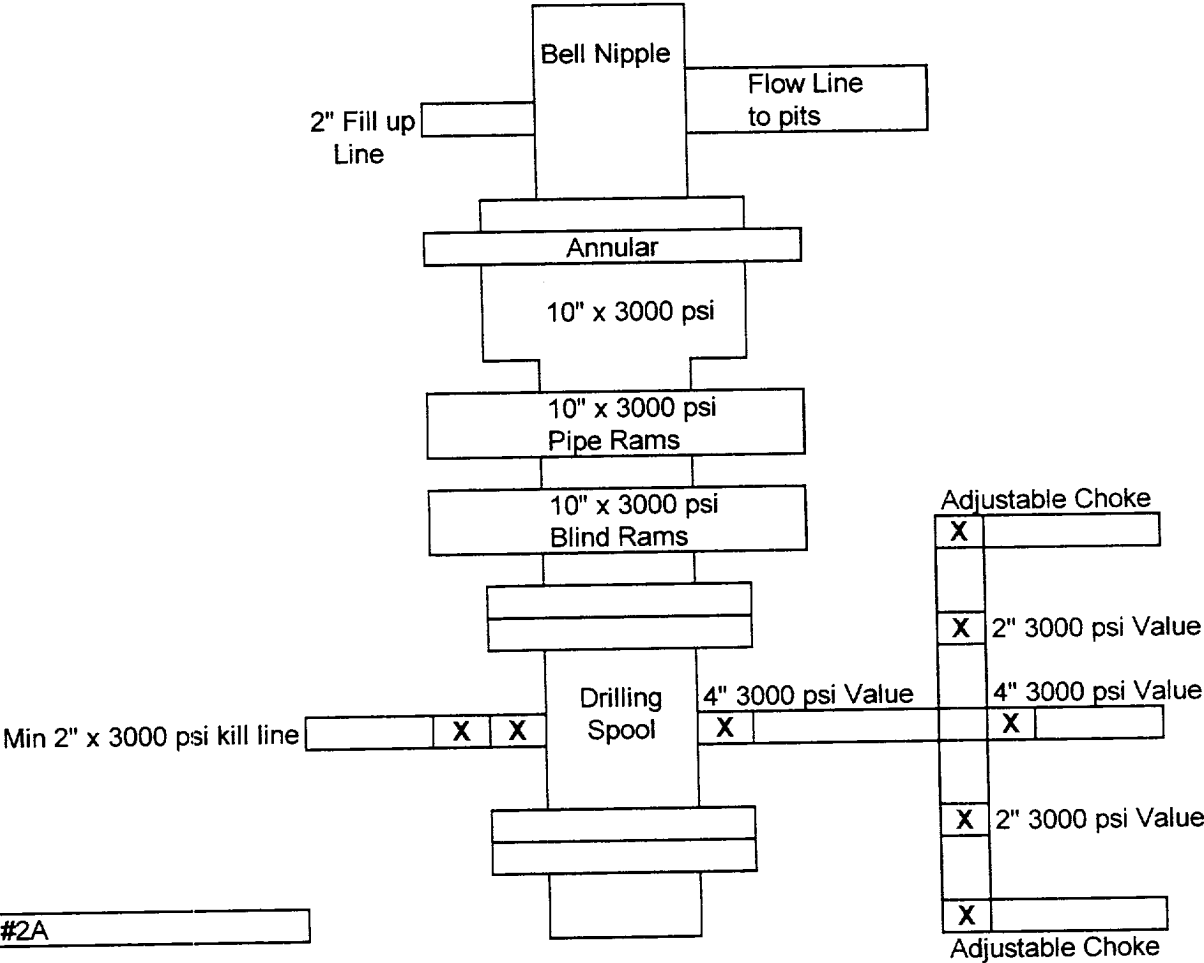 Bell Nipple
Flow Line
to pits
2" Fill up
Line
Annular
10" x 3000 psi
10" x 3000 psi
Pipe Rams
10" x 3000 psi
Blind Rams
Adjustable Choke
X
X 2" 3000 psi Value
Drilling
Spool
4" 3000 psi Value
4" 3000 psi Value
Min 2" x 3000 psi kill line
X X
X
X
X 2" 3000 psi Value
X
Adjustable Choke
#2A